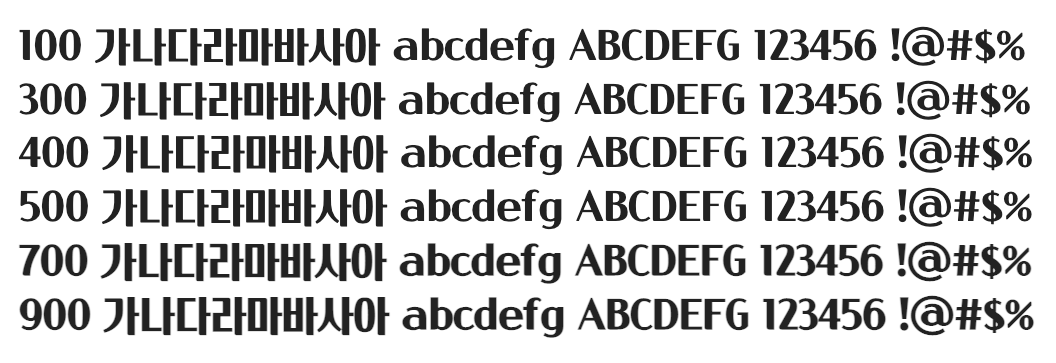 100 가나다라마바사아 abcdefg ABCDEFG 123456 !@#$%
300 가나다라마바사아 abcdefg ABCDEFG 123456 !@#$%
400 가나다라마바사아 abcdefg ABCDEFG 123456 !@#$%
500 가나다라마바사아 abcdefg ABCDEFG 123456 !@#$%
700 가나다라마바사아 abcdefg ABCDEFG 123456 !@#$%
900 가나다라마바사아 abcdefg ABCDEFG 123456 !@#$%